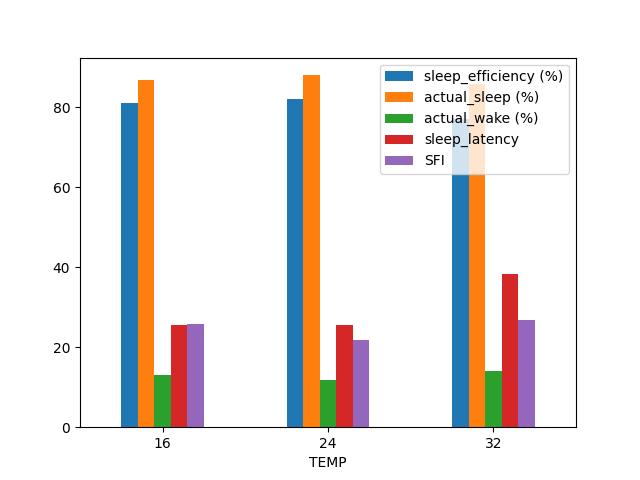 sleep_efficiency (%)
actual_sleep (%)
actual_wake (%)
sleep_latency
SFI
80
60
40
20
0
16
24
32
TEMP